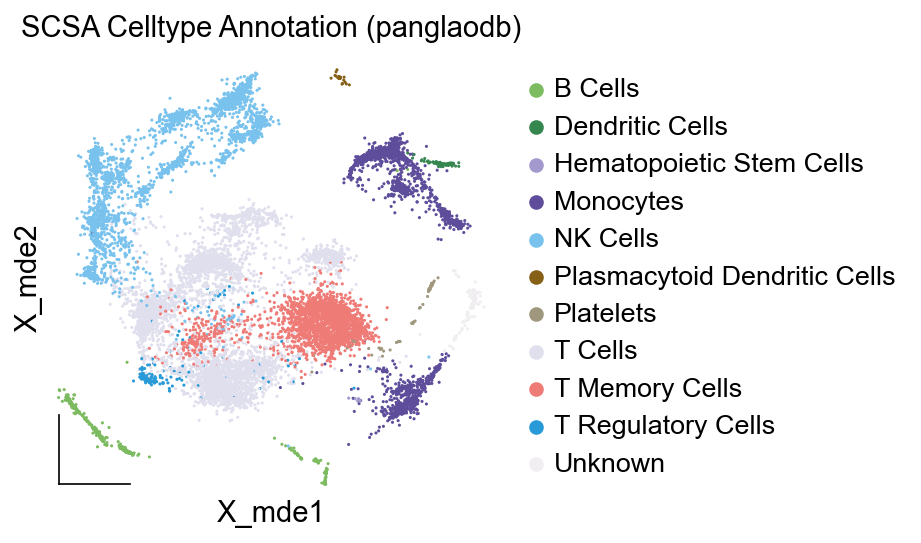 SCSA Celltype Annotation (panglaodb)
B Cells
Dendritic Cells
Hematopoietic Stem Cells
Monocytes
NK Cells
Plasmacytoid Dendritic Cells
Platelets
T Cells
T Memory Cells
T Regulatory Cells
Unknown
X_mde2
X_mde1